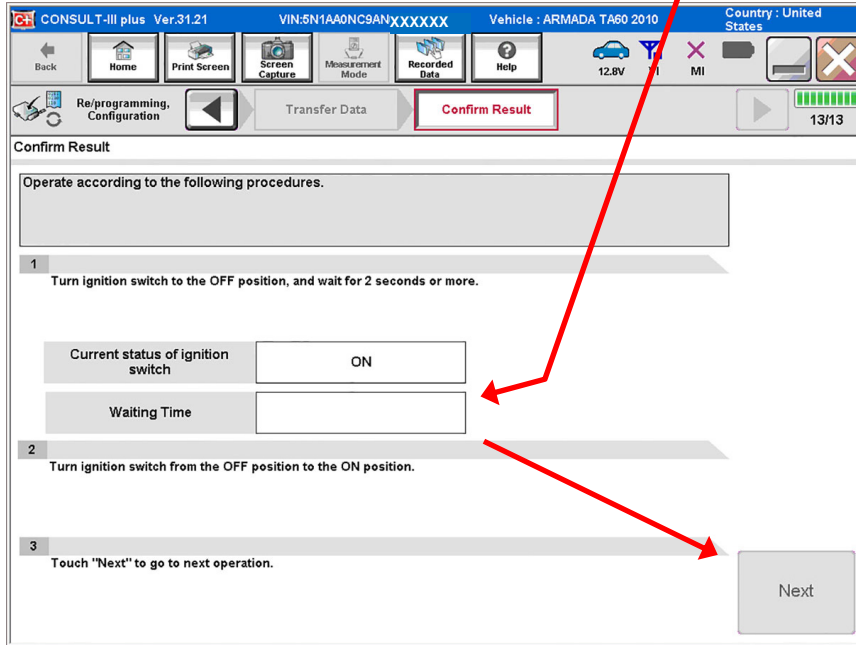 CONSULT-III plus Ver.31.21 VIN:5N1AA0NC9ANXXXXXX Vehicle : ARMADA TA60 2010 Country : United
States
Back Home Print Screen Screen
Capture Measurement
Mode Recorded
Data Help 12.8V VI MI
Re/programming,
Configuration Transfer Data Confirm Result 13/13
Confirm Result
Operate according to the following procedures.
1
Turn ignition switch to the OFF position, and wait for 2 seconds or more.
Current status of ignition
switch ON
Waiting Time
2
Turn ignition switch from the OFF position to the ON position.
3
Touch "Next" to go to next operation.
Next